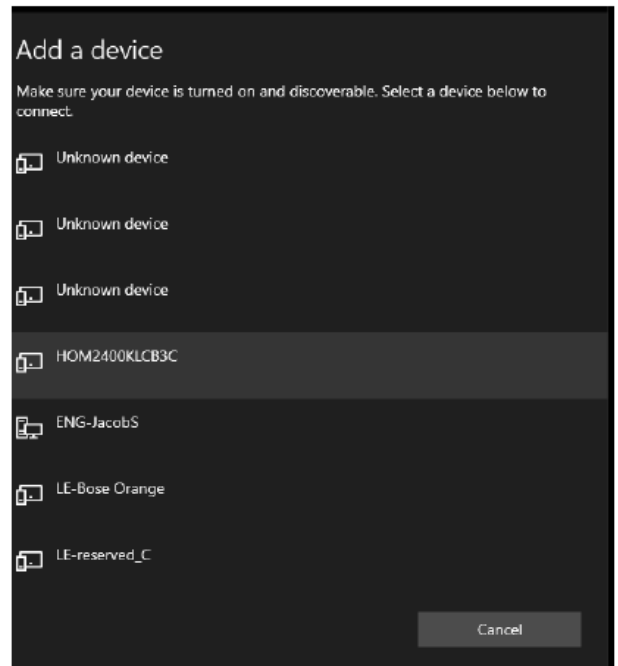 Add a device
Make sure your device is turned on and discoverable. Select a device below to
connect.
Unknown device
Unknown device
Unknown device
HOM2400KLCB3C
ENG-JacobS
LE-Bose Orange
LE-reserved_C
Cancel